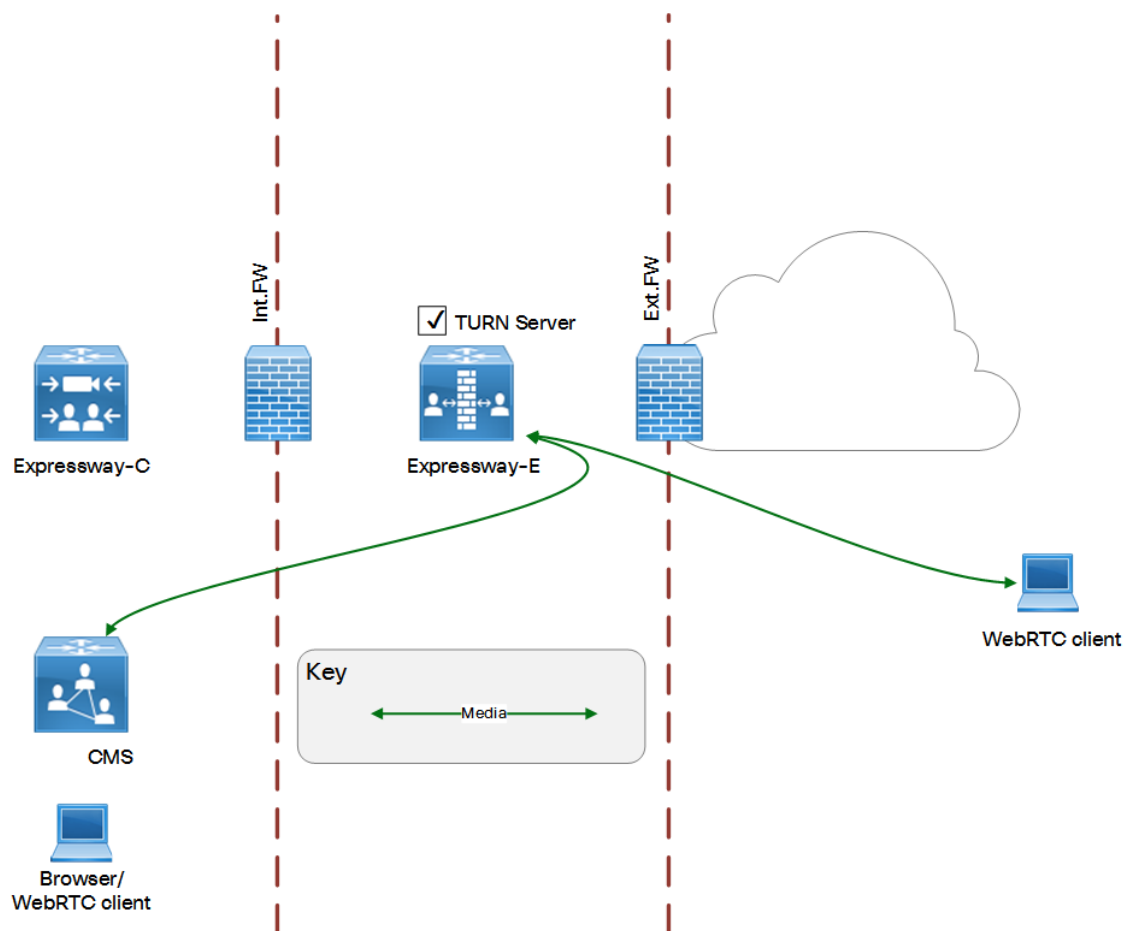 Int.FW
Ext.FW
TURN Server
Expressway-C
Expressway-E
WebRTC client
Key
Media
CMS
Browser/
WebRTC client